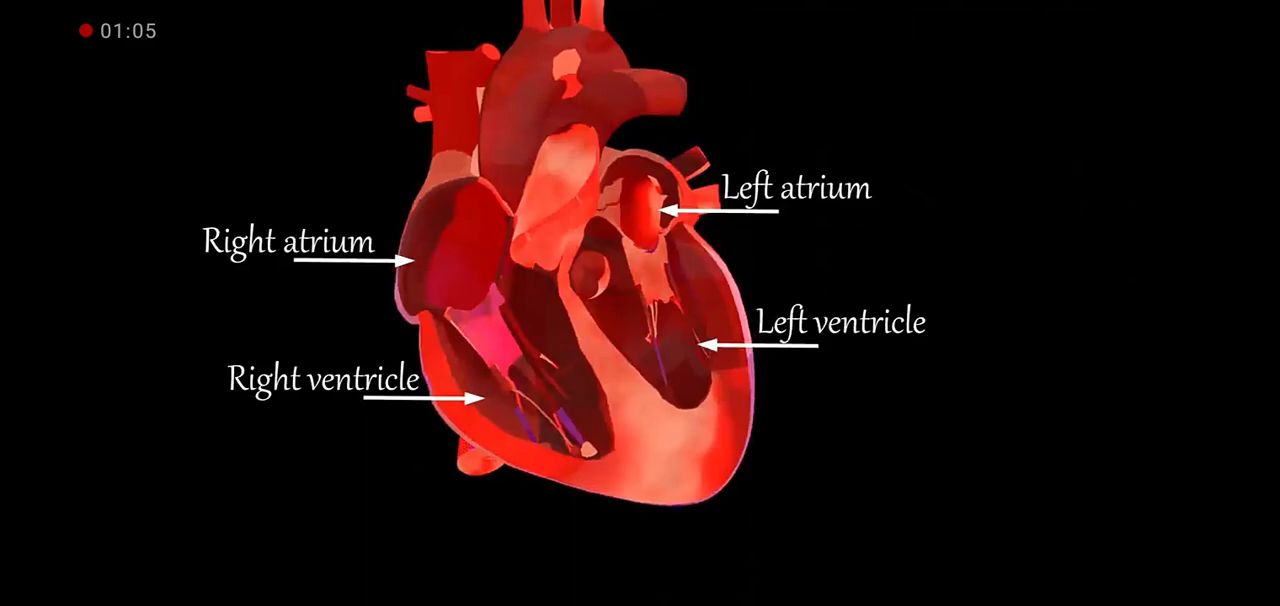 01:05
Left atrium
Right atrium
Left ventricle
Right ventricle